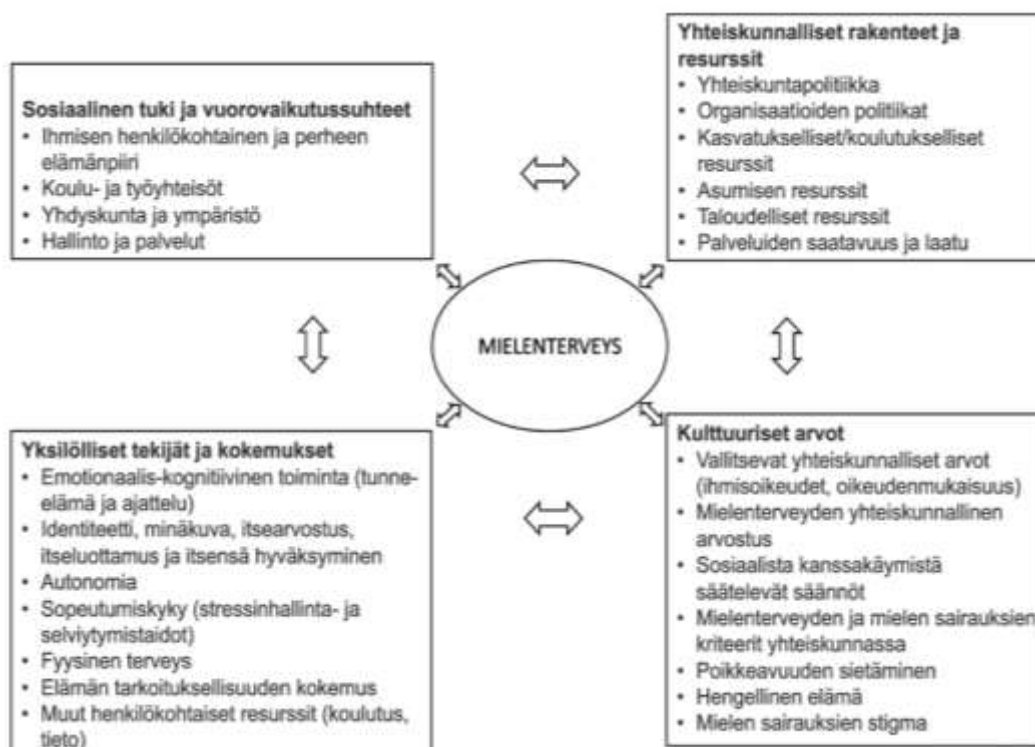 Sosiaalinen tuki ja vuorovaikutussuhteet
• Ihmisen henkilökohtainen ja perheen
elämänpiiri
• Koulu- ja työyhteisöt
• Yhdyskunta ja ympäristö
• Hallinto ja palvelut
Yhteiskunnalliset rakenteet ja
resurssit
• Yhteiskuntapolitiikka
• Organisaatioiden politiikat
• Kasvatukselliset/koulutukselliset
resurssit
• Asumisen resurssit
• Taloudelliset resurssit
• Palveluiden saatavuus ja laatu
MIELENTERVEYS
Yksilölliset tekijät ja kokemukset
• Emotionaalis-kognitiivinen toiminta (tunne-
elämä ja ajattelu)
• Identiteetti, minäkuva, itsearvostus,
itseluottamus ja itsensä hyväksyminen
• Autonomia
• Sopeutumiskyky (stressinhallinta- ja
selviytymistaidot)
• Fyysinen terveys
• Elämän tarkoituksellisuuden kokemus
• Muut henkilökohtaiset resurssit (koulutus,
tieto)
Kulttuuriset arvot
• Vallitsevat yhteiskunnalliset arvot
(ihmisoikeudet, oikeudenmukaisuus)
• Mielenterveyden yhteiskunnallinen
arvostus
• Sosiaalista kanssakäymistä
säätelevät säännöt
• Mielenterveyden ja mielen sairauksien
kriteerit yhteiskunnassa
• Poikkeavuuden sietäminen
• Hengellinen elämä
• Mielen sairauksien stigma